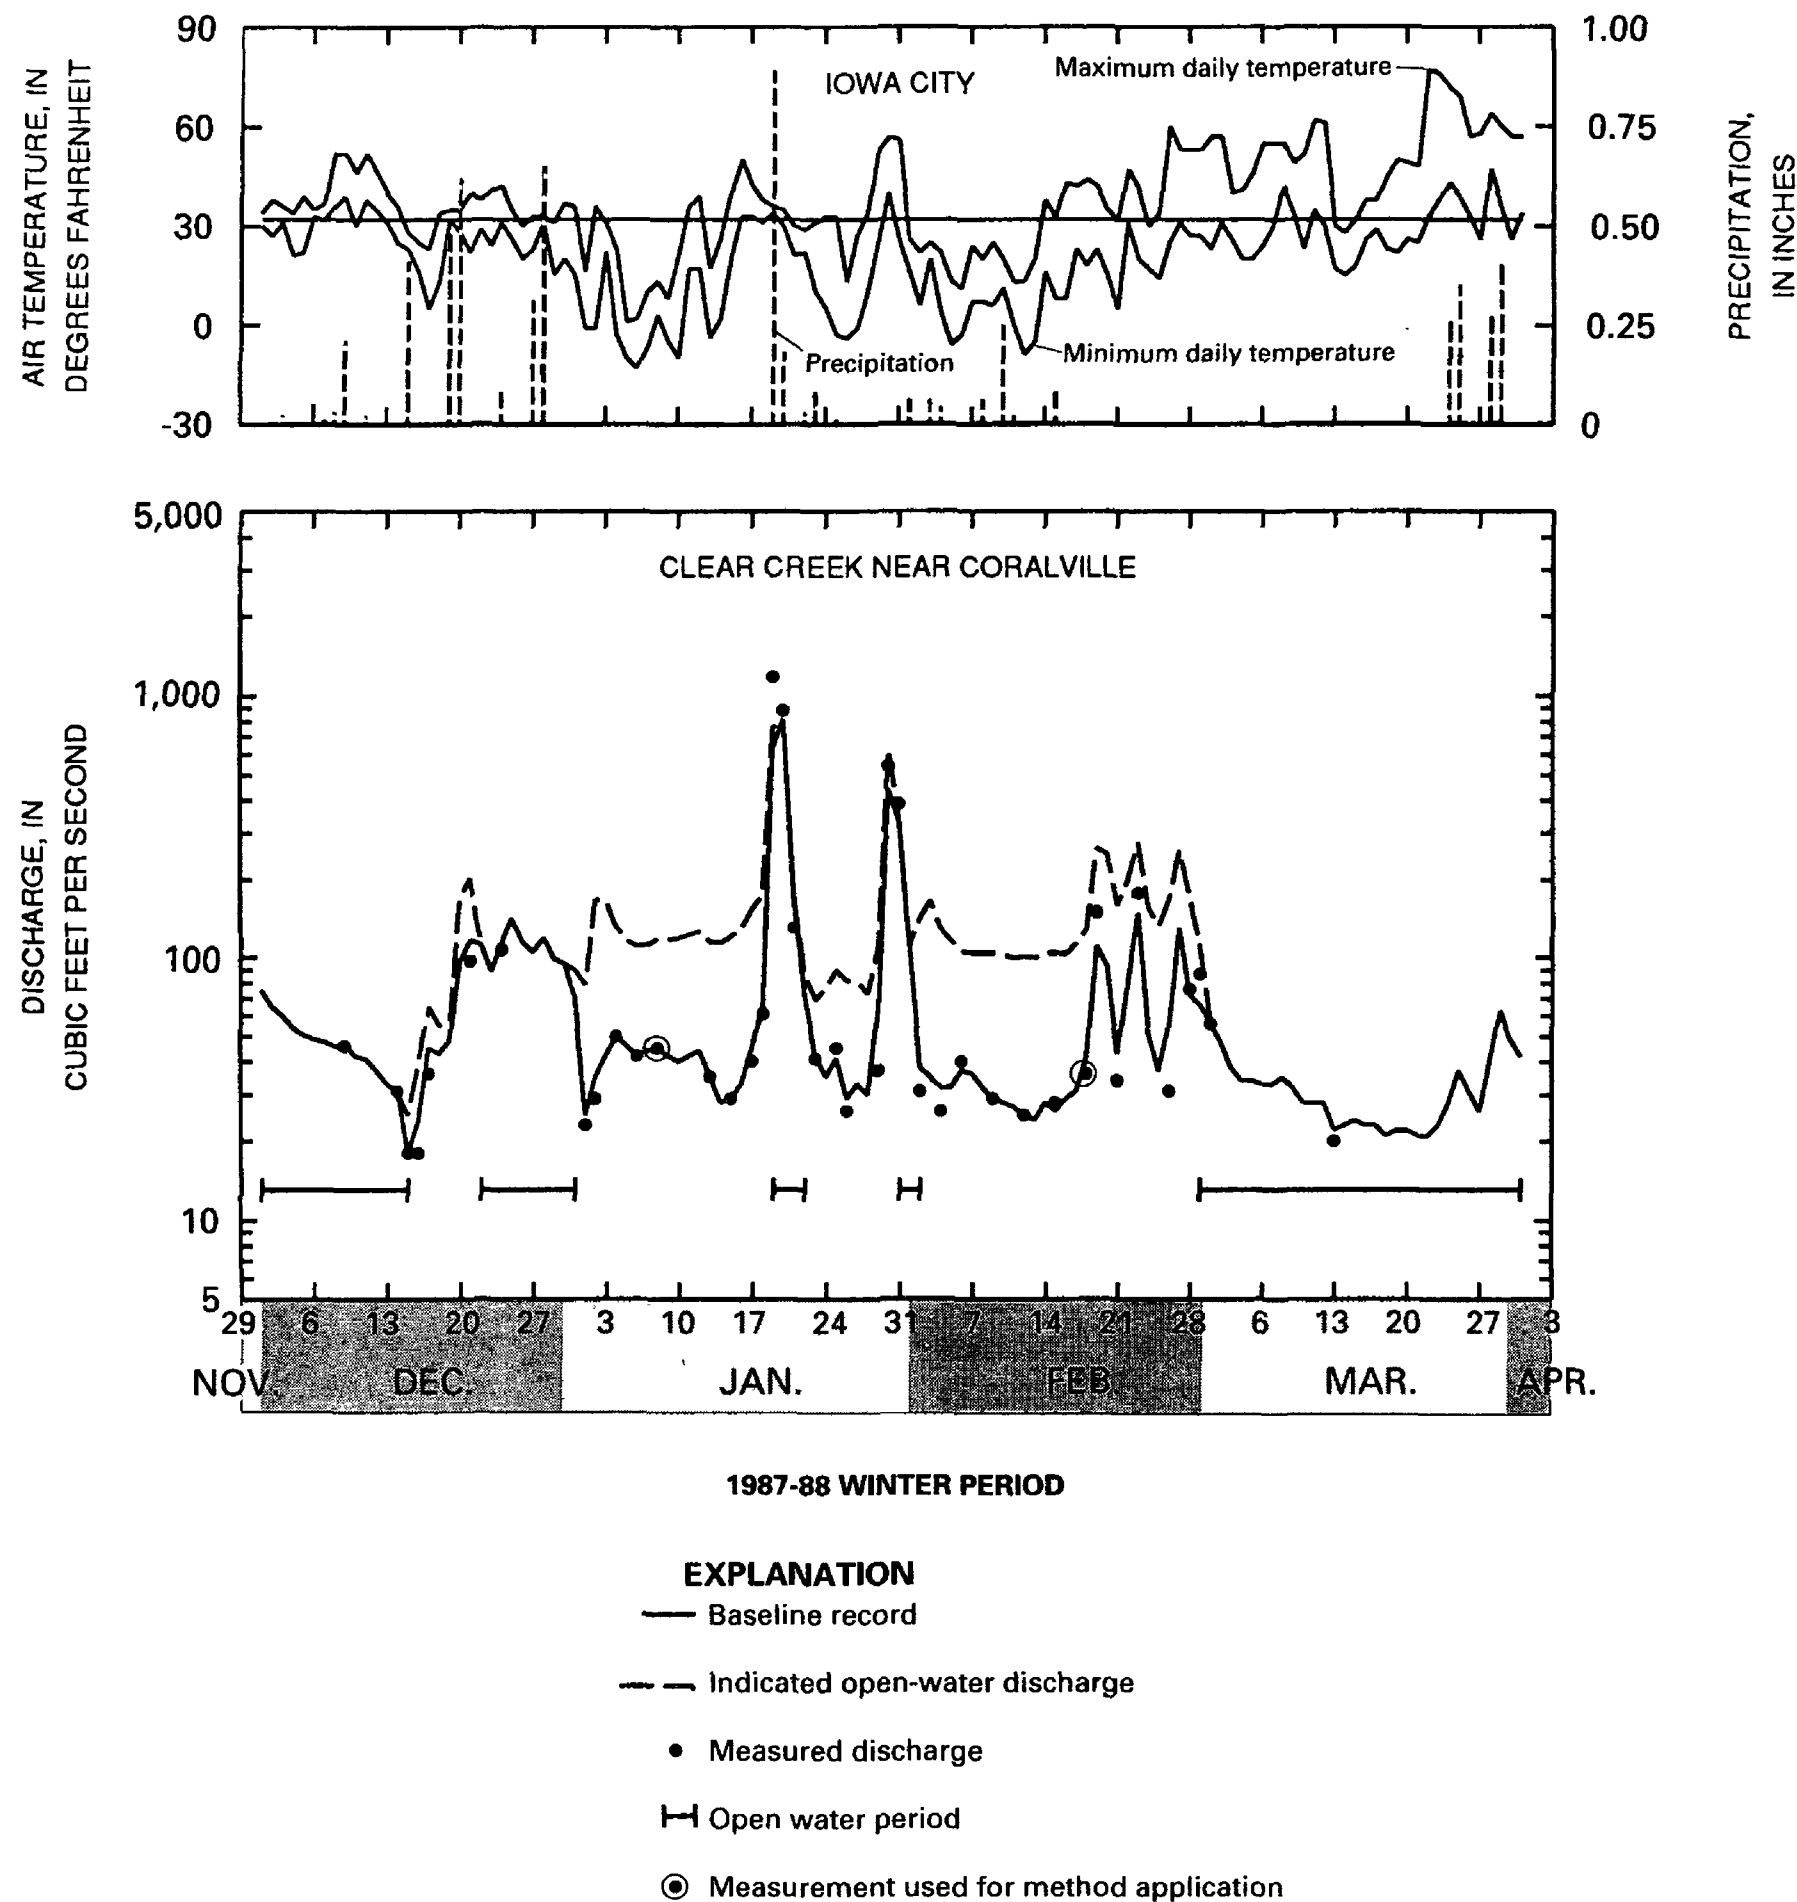 AIR TEMPERATURE, IN
DEGREES FAHRENHEIT
90
60
30
0
-30
IOWA CITY
Maximum daily temperature
Precipitation
Minimum daily temperature
1.00
0.75
0.50
0.25
0
PRECIPITATION,
IN INCHES
DISCHARGE, IN
CUBIC FEET PER SECOND
5,000
1,000
100
10
5
CLEAR CREEK NEAR CORALVILLE
29 6 13 20 27 3 10 17 24 31 7 14 21 28 6 13 20 27 3
NOV. DEC. JAN. FEB. MAR. APR.
1987-88 WINTER PERIOD
EXPLANATION
Baseline record
Indicated open-water discharge
Measured discharge
Open water period
Measurement used for method application